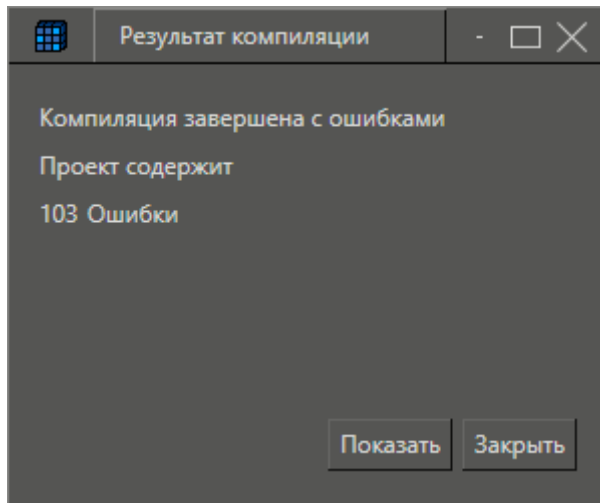 Результат компиляции
Компиляция завершена с ошибками
Проект содержит
103 Ошибки
Показать Закрыть